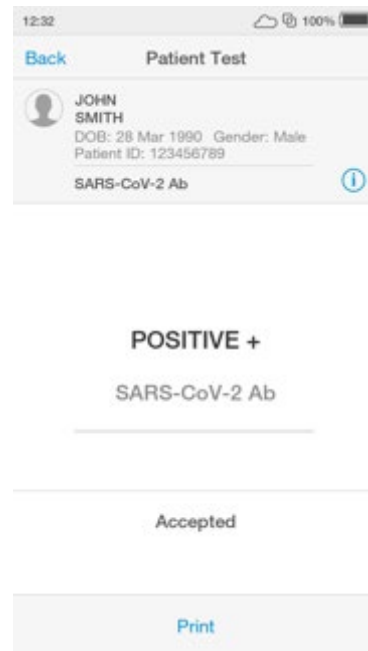 12:32 100%
Back Patient Test
JOHN
SMITH
DOB: 28 Mar 1990 Gender: Male
Patient ID: 123456789
SARS-CoV-2 Ab
POSITIVE +
SARS-CoV-2 Ab
Accepted
Print